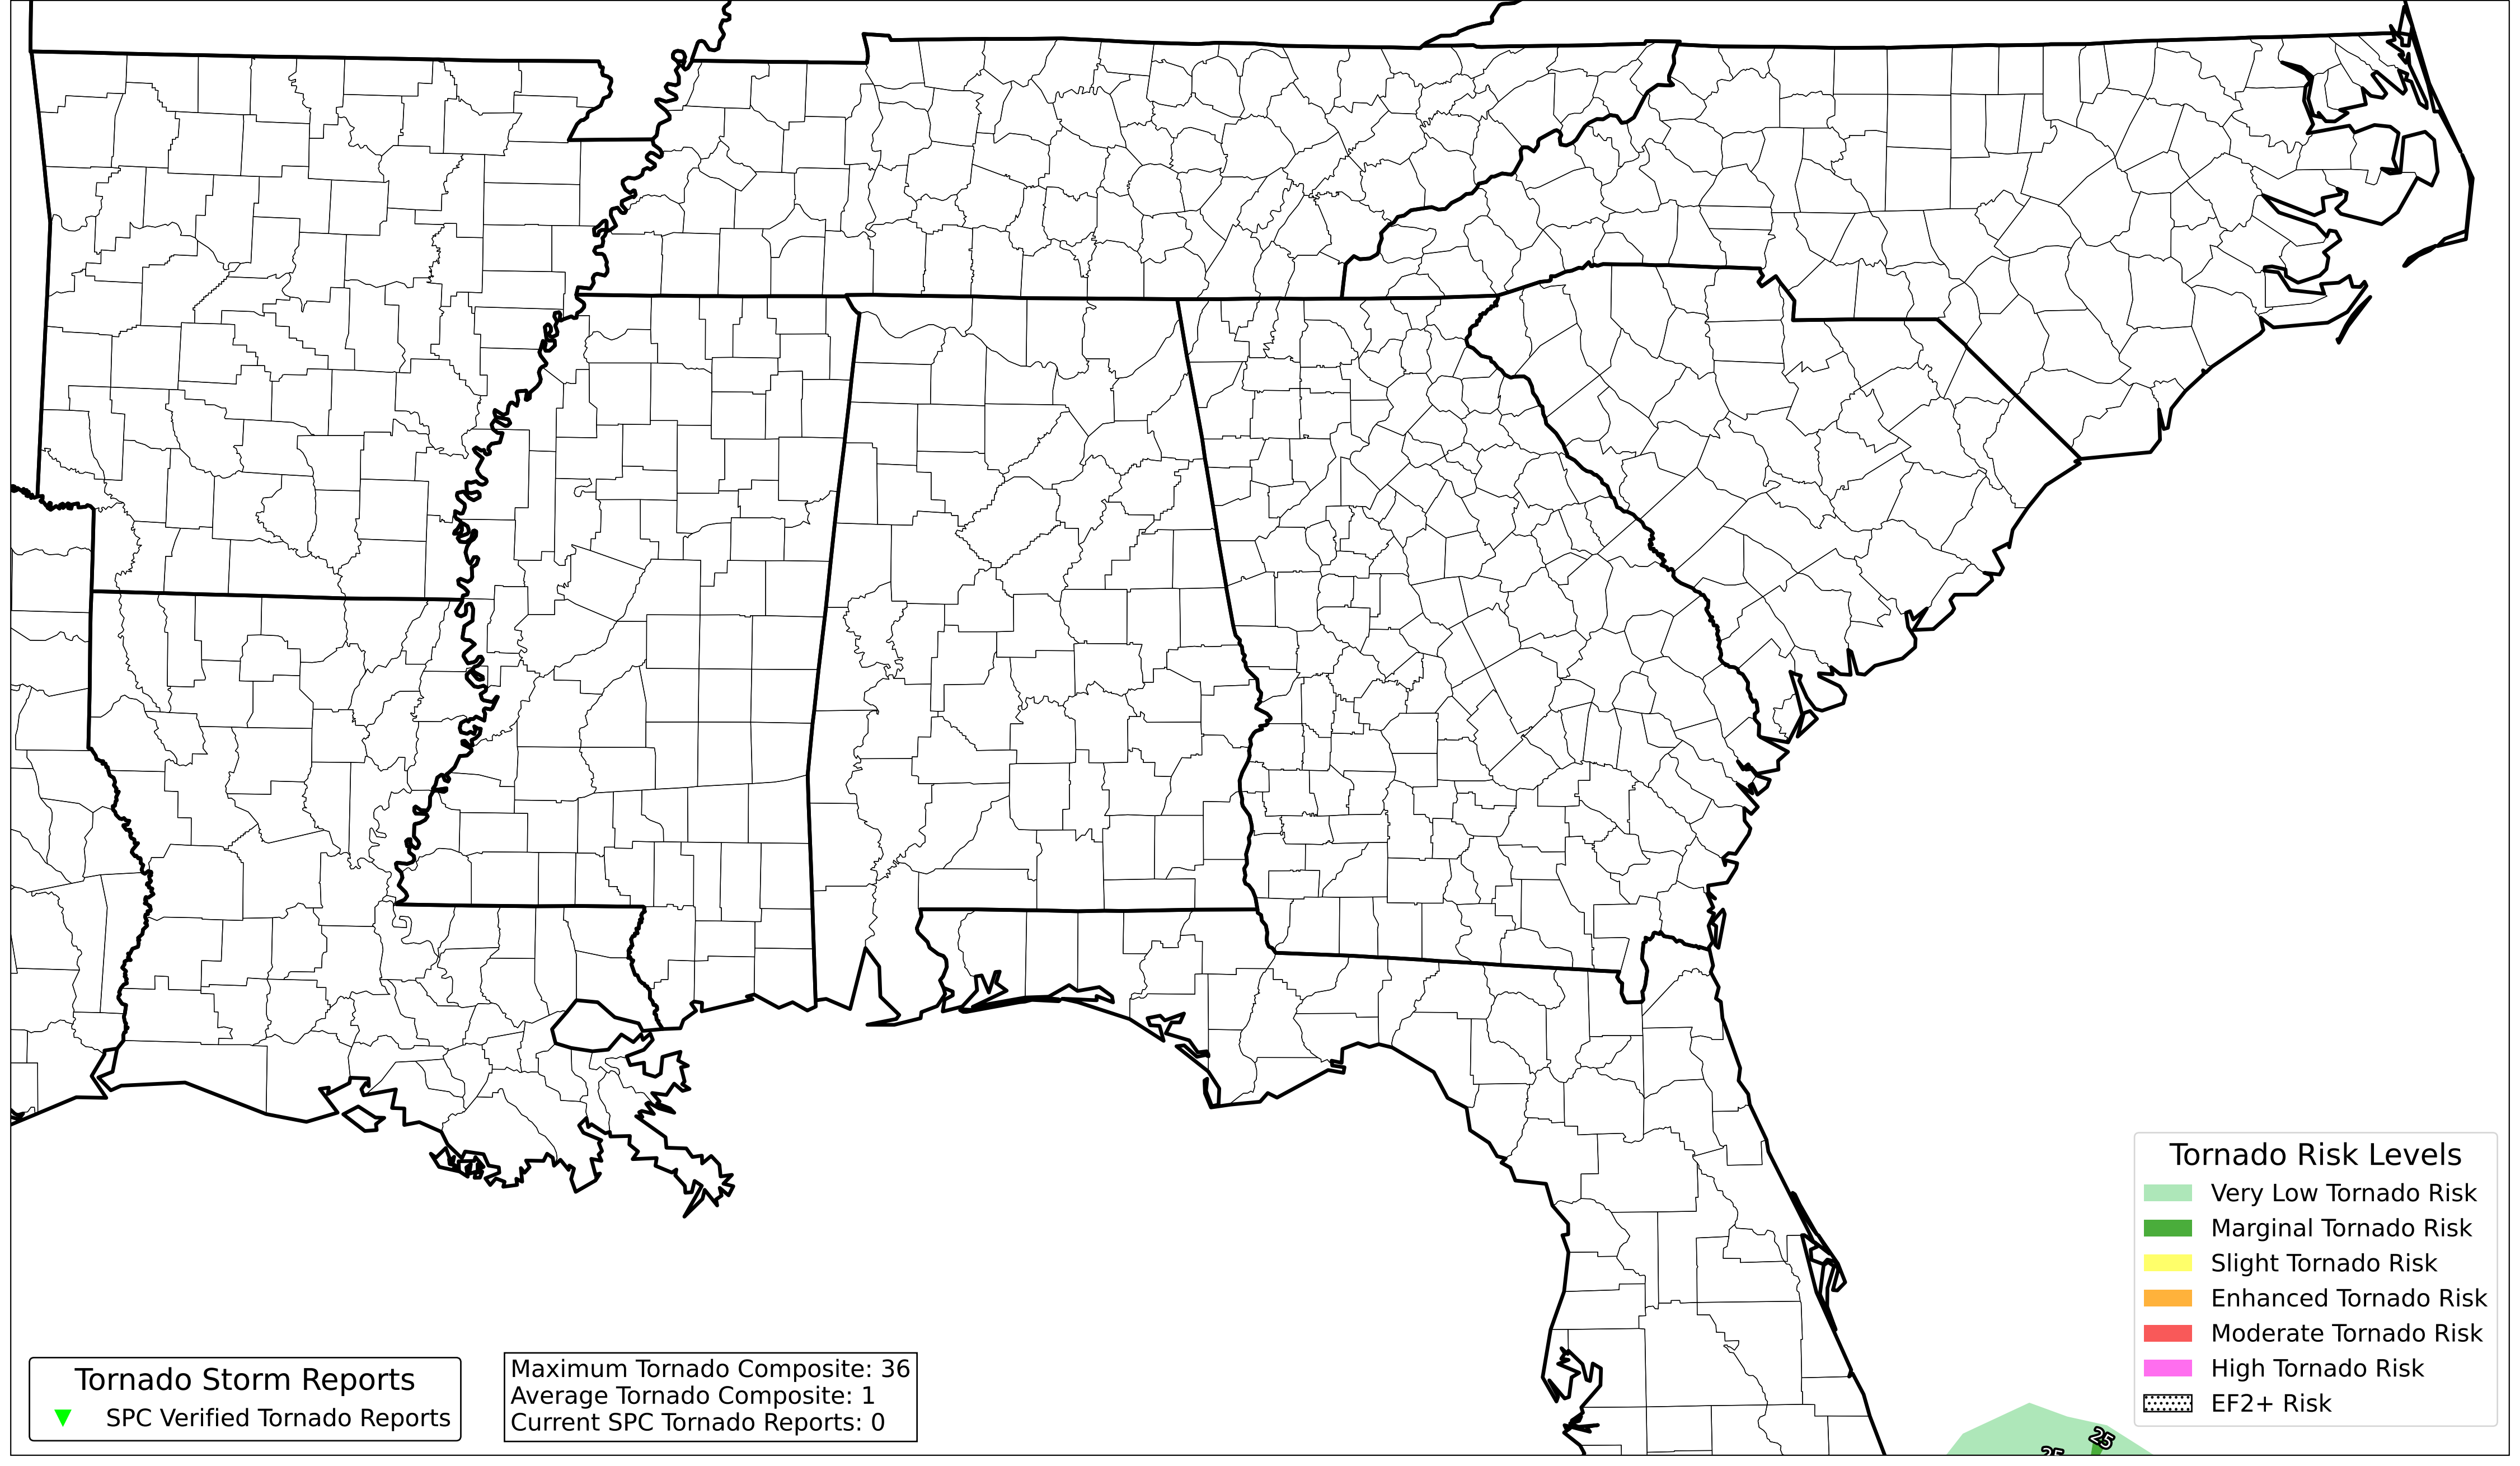 Tornado Risk Levels
Very Low Tornado Risk
Marginal Tornado Risk
Slight Tornado Risk
Enhanced Tornado Risk
Moderate Tornado Risk
High Tornado Risk
EF2+ Risk
Tornado Storm Reports
SPC Verified Tornado Reports
Maximum Tornado Composite: 36
Average Tornado Composite: 1
Current SPC Tornado Reports: 0
25